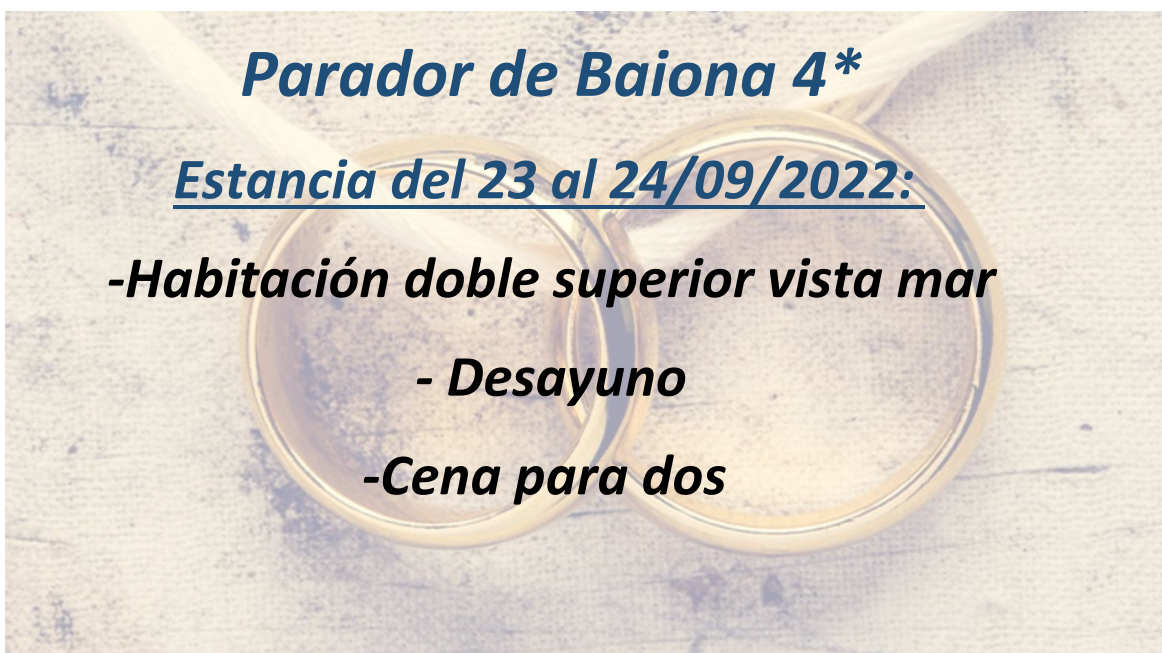 Parador de Baiona 4*
Estancia del 23 al 24/09/2022:
-Habitación doble superior vista mar
- Desayuno
-Cena para dos